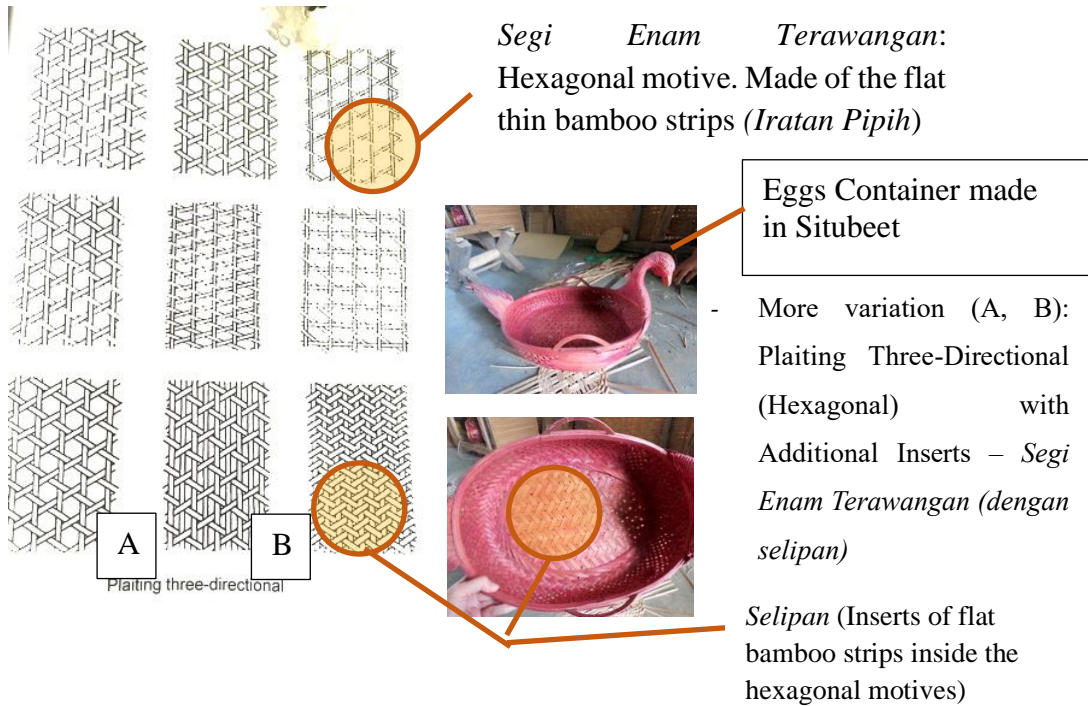 Segi Enam Terawangan:
Hexagonal motive. Made of the flat
thin bamboo strips (Iratan Pipih)
Eggs Container made
in Situbeet
- More variation (A, B):
Plaiting Three-Directional
(Hexagonal) with
Additional Inserts – Segi
Enam Terawangan (dengan
selipan)
A
B
Plaiting three-directional
Selipan (Inserts of flat
bamboo strips inside the
hexagonal motives)